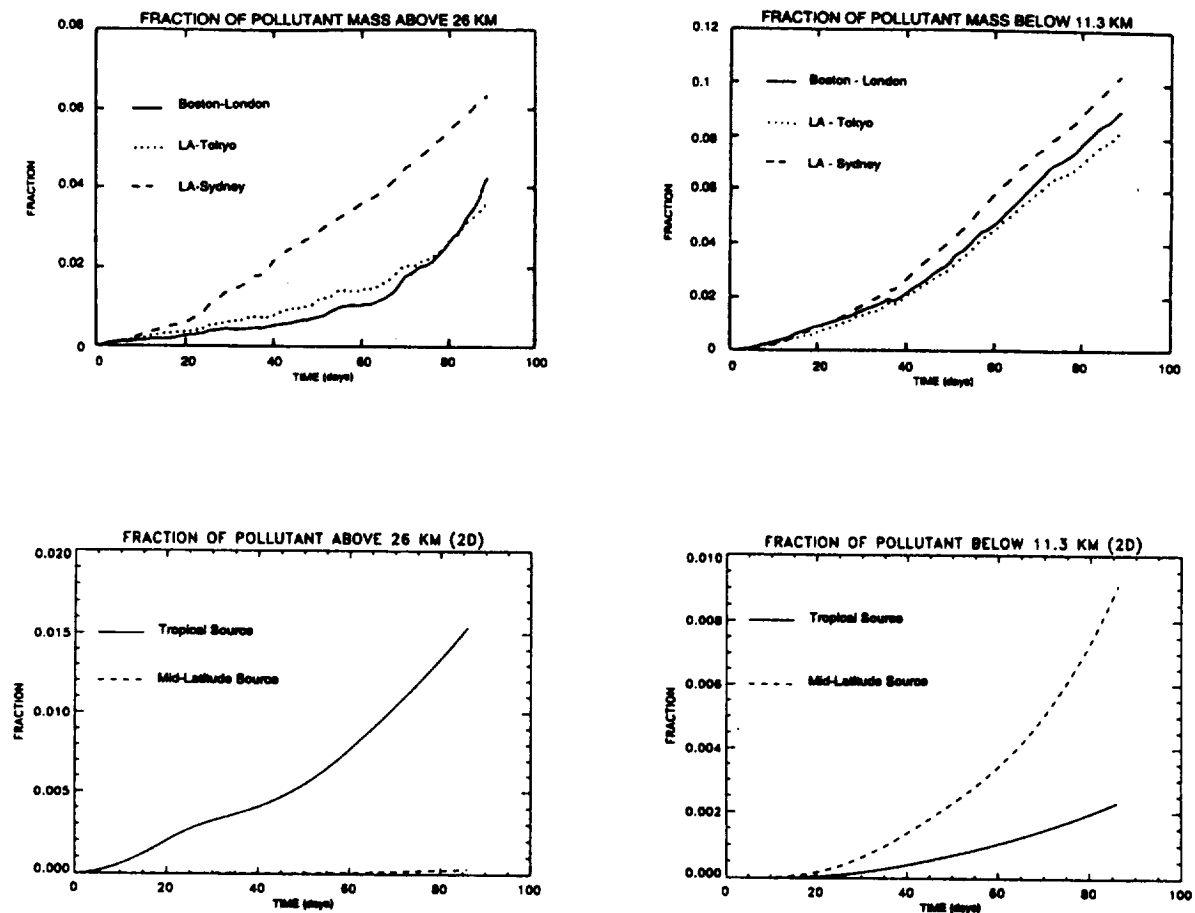 FRACTION OF POLLUTANT MASS ABOVE 26 KM
0.08
0.06
0.04
0.02
0
FRACTION
Boston-London
LA-Tokyo
LA-Sydney
0 20 40 60 80 100
TIME (days)
FRACTION OF POLLUTANT MASS BELOW 11.3 KM
0.12
0.1
0.08
0.06
0.04
0.02
0
FRACTION
Boston - London
LA - Tokyo
LA - Sydney
0 20 40 60 80 100
TIME (days)
FRACTION OF POLLUTANT ABOVE 26 KM (2D)
0.020
0.015
0.010
0.005
0.000
FRACTION
Tropical Source
Mid-Latitude Source
0 20 40 60 80 100
TIME (days)
FRACTION OF POLLUTANT BELOW 11.3 KM (2D)
0.010
0.008
0.006
0.004
0.002
0.000
FRACTION
Tropical Source
Mid-Latitude Source
0 20 40 60 80 100
TIME (days)